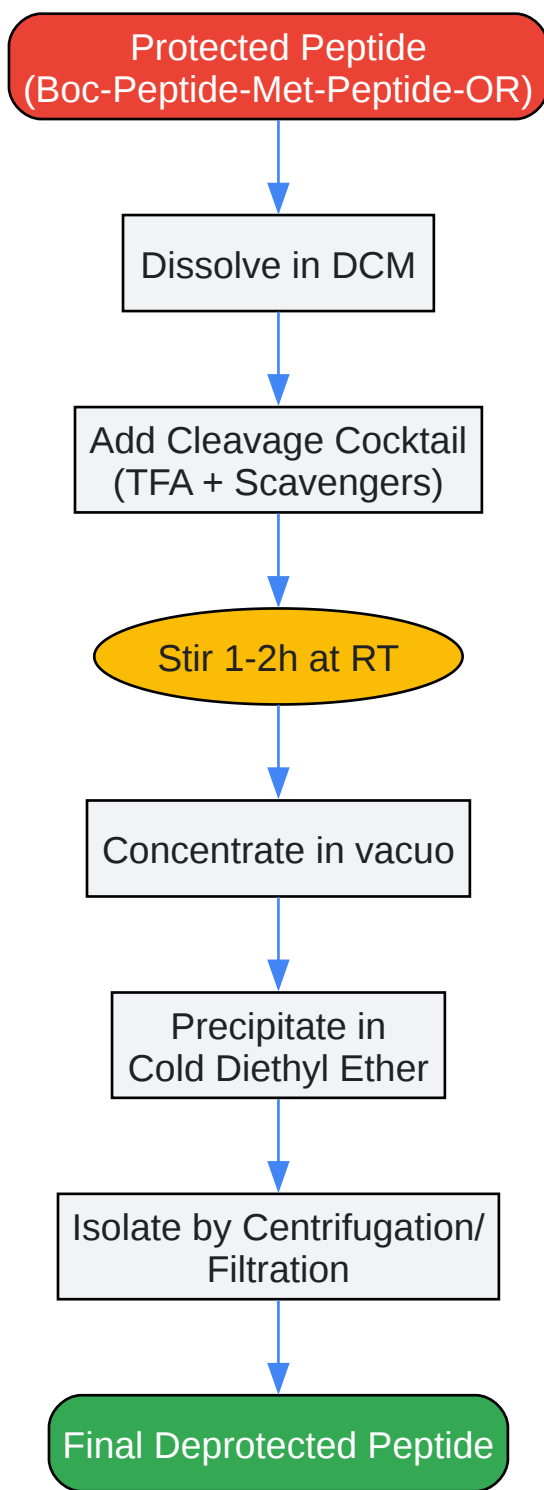 Protected Peptide
(Boc-Peptide-Met-Peptide-OR)
Dissolve in DCM
Add Cleavage Cocktail
(TFA + Scavengers)
Stir 1-2h at RT
Concentrate in vacuo
Precipitate in
Cold Diethyl Ether
Isolate by Centrifugation/
Filtration
Final Deprotected Peptide